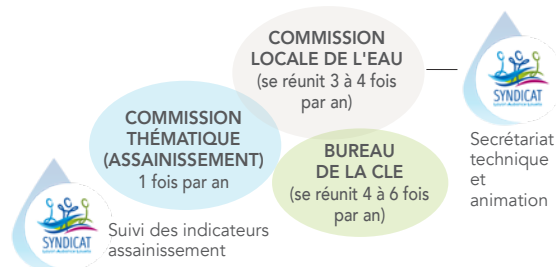 COMMISSION
LOCALE DE L'EAU
(se réunit 3 à 4 fois
par an)
COMMISSION
THÉMATIQUE
(ASSAINISSEMENT)
1 fois par an
BUREAU
DE LA CLE
(se réunit 4 à 6 fois
par an)
SYNDICAT
Secrétariat
technique
et
animation
SYNDICAT
Suivi des indicateurs
assainissement